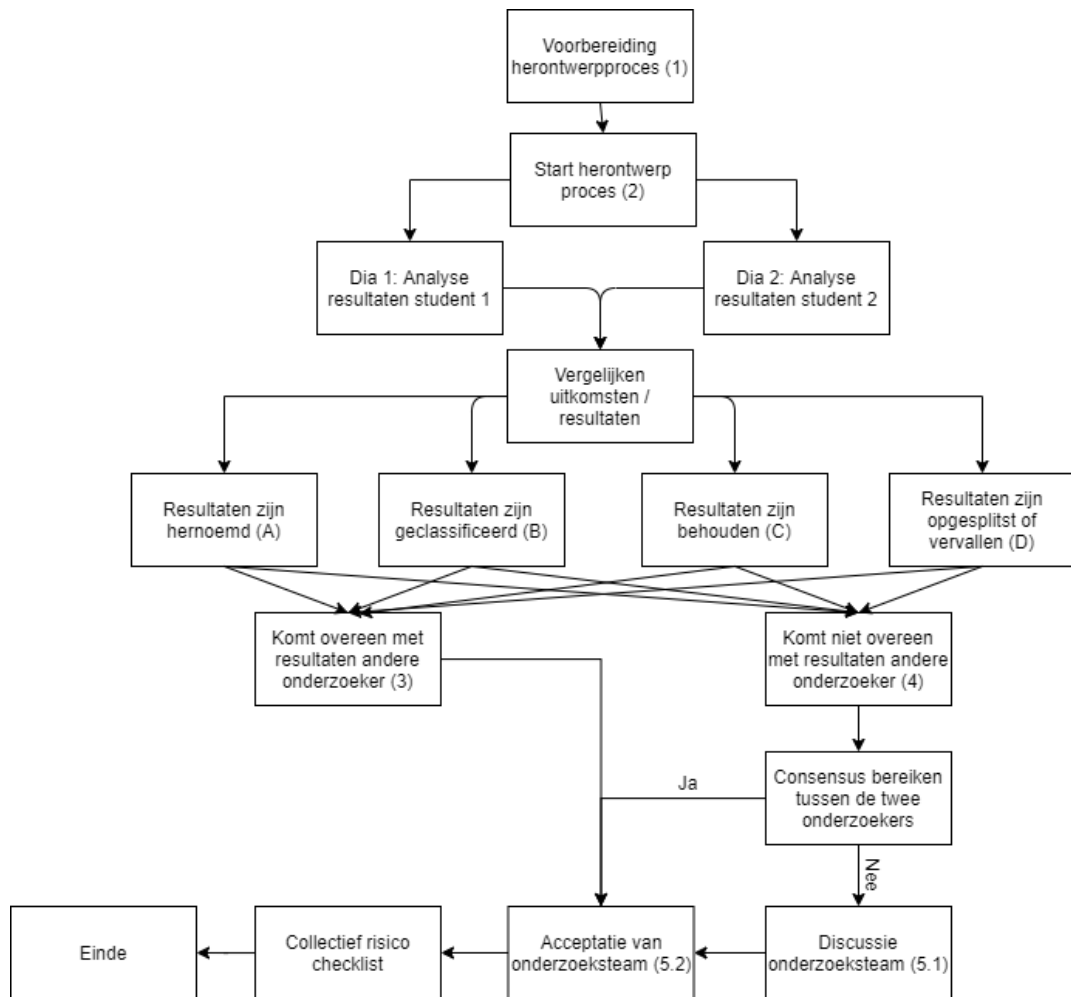 Voorbereiding
herontwerpproces (1)
Start herontwerp
proces (2)
Dia 1: Analyse
resultaten student 1
Dia 2: Analyse
resultaten student 2
Vergelijken
uitkomsten /
resultaten
Resultaten zijn
hernoemd (A)
Resultaten zijn
geclassificeerd (B)
Resultaten zijn
behouden (C)
Resultaten zijn
opgesplitst of
vervallen (D)
Komt overeen met
resultaten andere
onderzoeker (3)
Komt niet overeen
met resultaten andere
onderzoeker (4)
Ja
Consensus bereiken
tussen de twee
onderzoekers
Nee
Einde
Collectief risico
checklist
Acceptatie van
onderzoeksteam (5.2)
Discussie
onderzoeksteam (5.1)